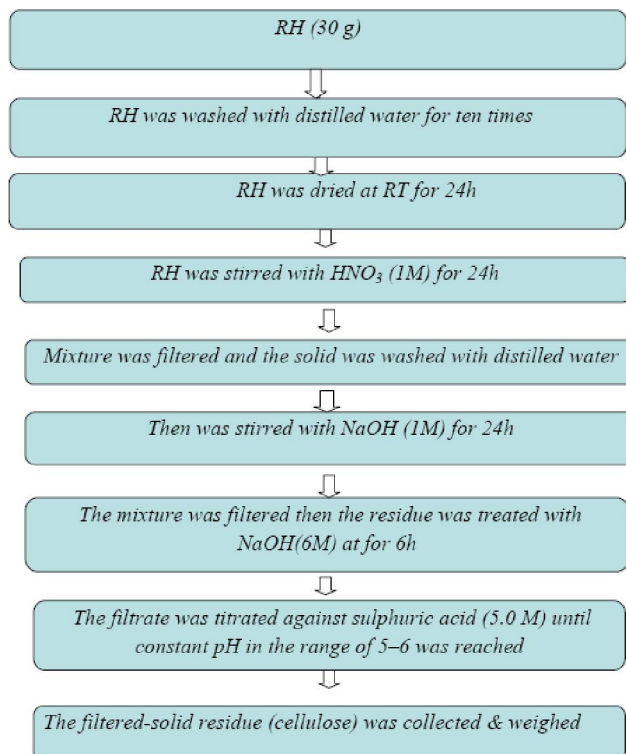 RH (30 g)
RH was washed with distilled water for ten times
RH was dried at RT for 24h
RH was stirred with HNO₃ (1M) for 24h
Mixture was filtered and the solid was washed with distilled water
Then was stirred with NaOH (1M) for 24h
The mixture was filtered then the residue was treated with
NaOH(6M) at for 6h
The filtrate was titrated against sulphuric acid (5.0 M) until
constant pH in the range of 5–6 was reached
The filtered-solid residue (cellulose) was collected & weighed